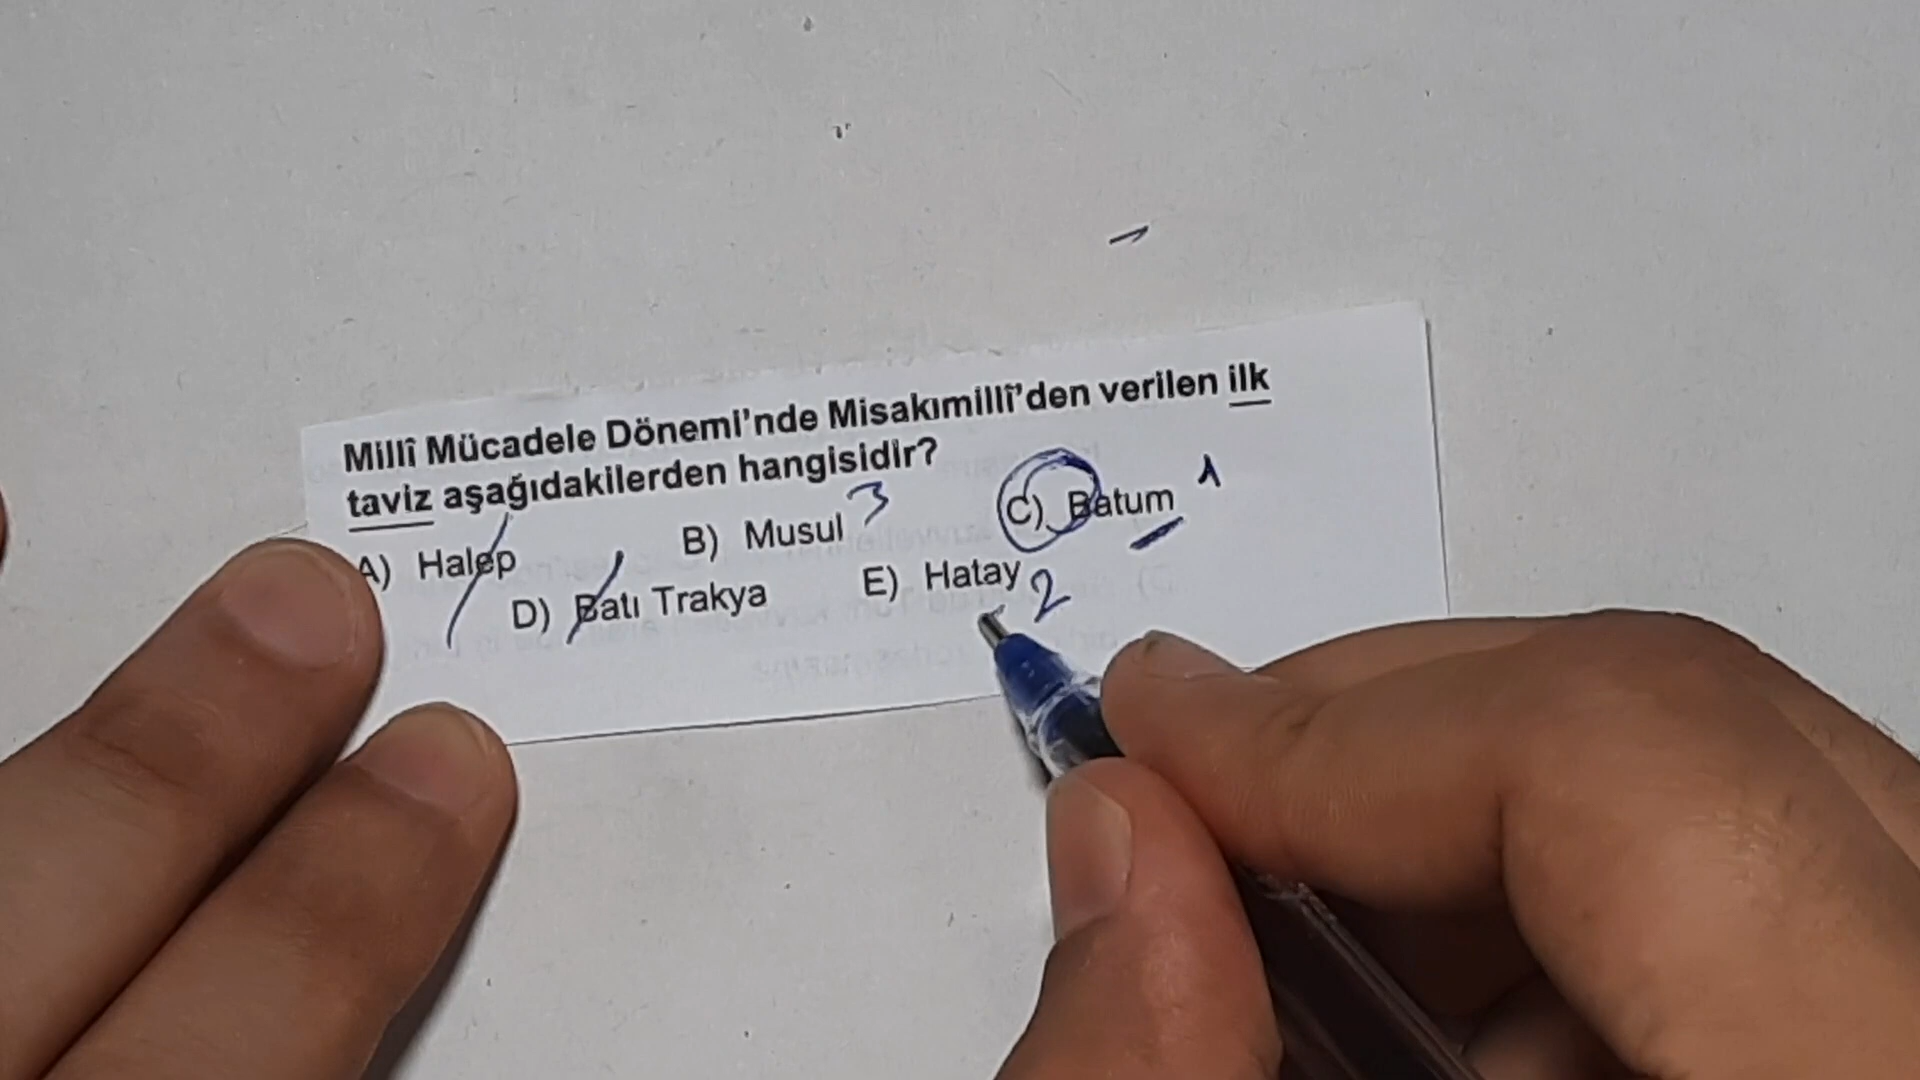 Millî Mücadele Dönemi'nde Misakımillî'den verilen ilk
taviz aşağıdakilerden hangisidir?
A) Halep B) Musul 3 C) Batum 1
D) Batı Trakya E) Hatay 2